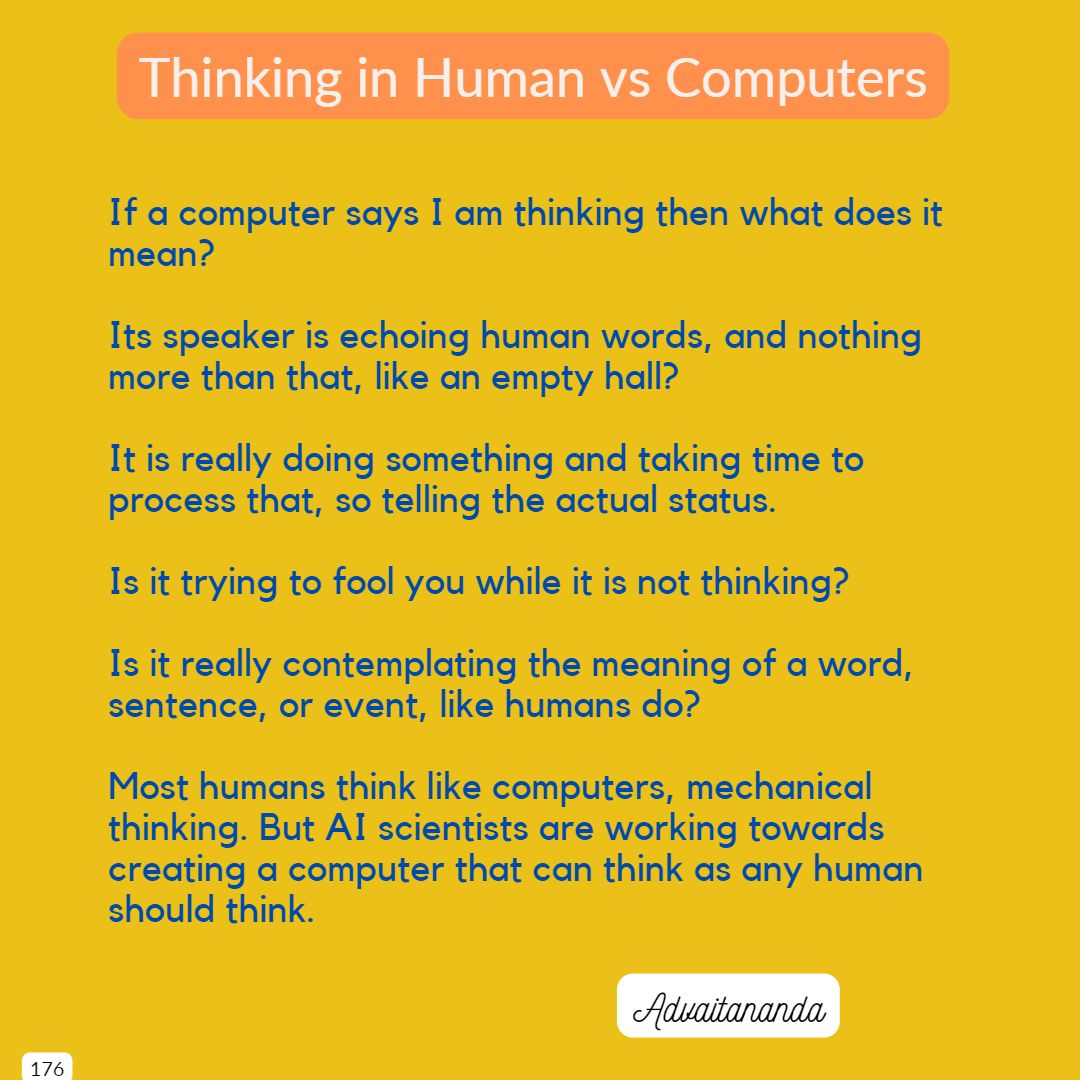 Thinking in Human vs Computers
If a computer says I am thinking then what does it
mean?
Its speaker is echoing human words, and nothing
more than that, like an empty hall?
It is really doing something and taking time to
process that, so telling the actual status.
Is it trying to fool you while it is not thinking?
Is it really contemplating the meaning of a word,
sentence, or event, like humans do?
Most humans think like computers, mechanical
thinking. But AI scientists are working towards
creating a computer that can think as any human
should think.
Advaitananda
176